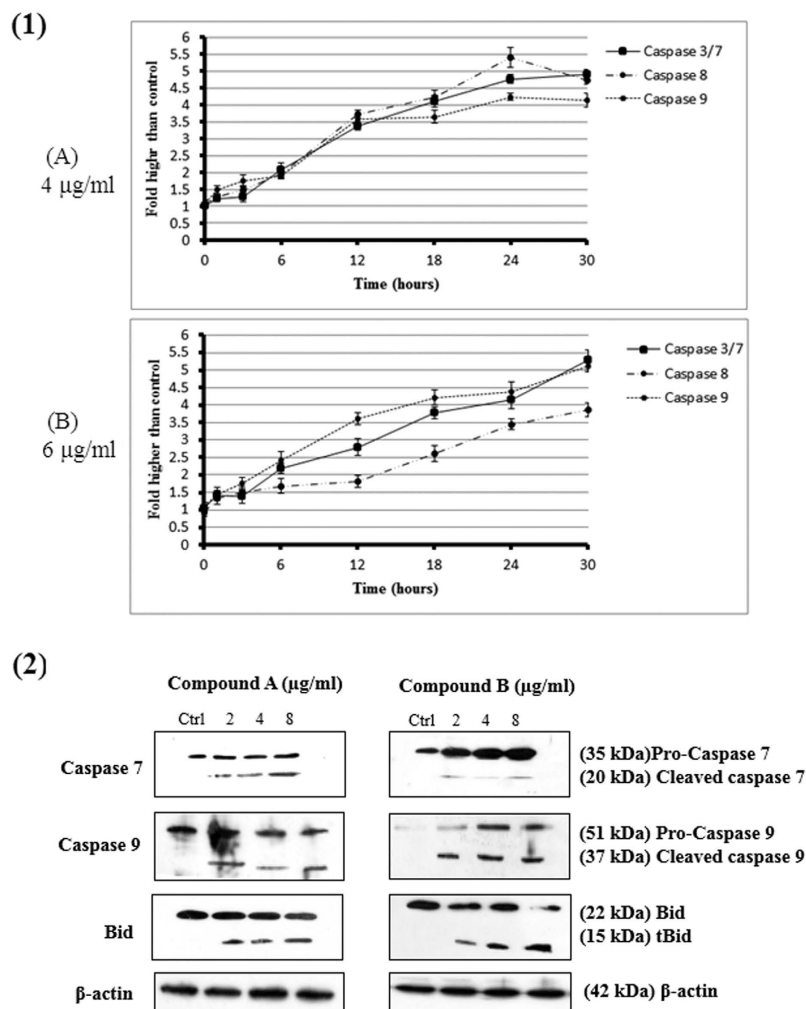 (1)
(A)
4 µg/ml
Fold highr than control
6
5.5
5
4.5
4
3.5
3
2.5
2
1.5
1
0.5
0
0 6 12 18 24 30
Time (hours)
Caspase 3/7
Caspase 8
Caspase 9
(B)
6 µg/ml
Fold higher than control
5.5
5
4.5
4
3.5
3
2.5
2
1.5
1
0.5
0
0 6 12 18 24 30
Time (hours)
Caspase 3/7
Caspase 8
Caspase 9
(2)
Compound A (µg/ml)
Compound B (µg/ml)
Ctrl 2 4 8
Ctrl 2 4 8
Caspase 7
(35 kDa)Pro-Caspase 7
(20 kDa) Cleaved caspase 7
Caspase 9
(51 kDa) Pro-Caspase 9
(37 kDa) Cleaved caspase 9
Bid
(22 kDa) Bid
(15 kDa) tBid
β-actin
(42 kDa) β-actin